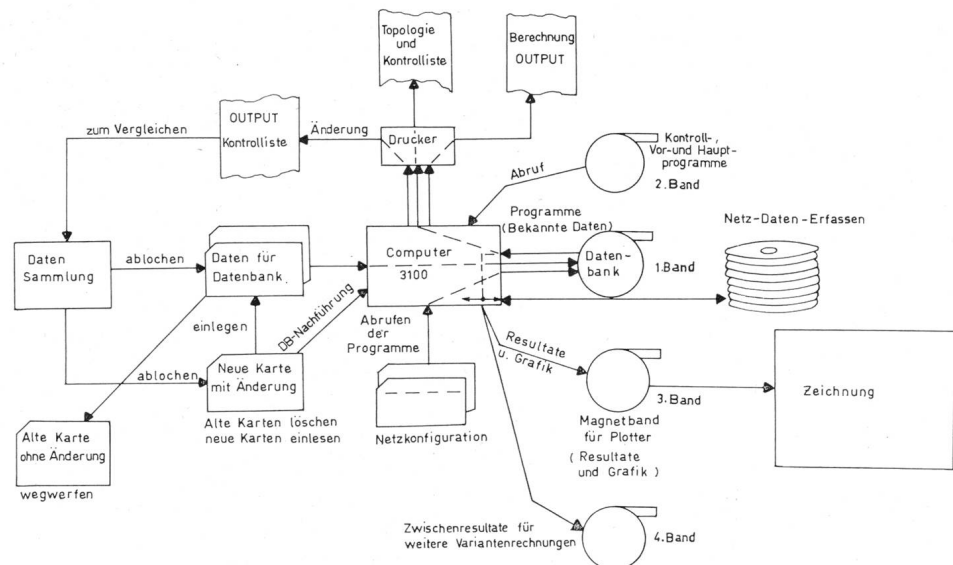 Topologie
und
Kontrolliste
Berechnung
OUTPUT
OUTPUT
Kontrolliste
zum Vergleichen
Änderung
Drucker
Kontroll-,
Vor-und Haupt-
programme
2.Band
Abruf
Programme
(Bekannte Daten)
Netz-Daten-Erfassen
Daten
Sammlung
ablochen
Daten für
Datenbank.
Computer
3100
Daten-
bank
1.Band
einlegen
DB-Nachführung
Abrufen
der
Programme
Resultate
u. Grafik
ablochen
Neue Karte
mit Änderung
Alte Karten löschen
neue Karten einlesen
Netzkonfiguration
3.Band
Magnetband
für Plotter
(Resultate
und Grafik)
Zeichnung
Alte Karte
ohne Änderung
wegwerfen
Zwischenresultate für
weitere Variantenrechnungen
4.Band